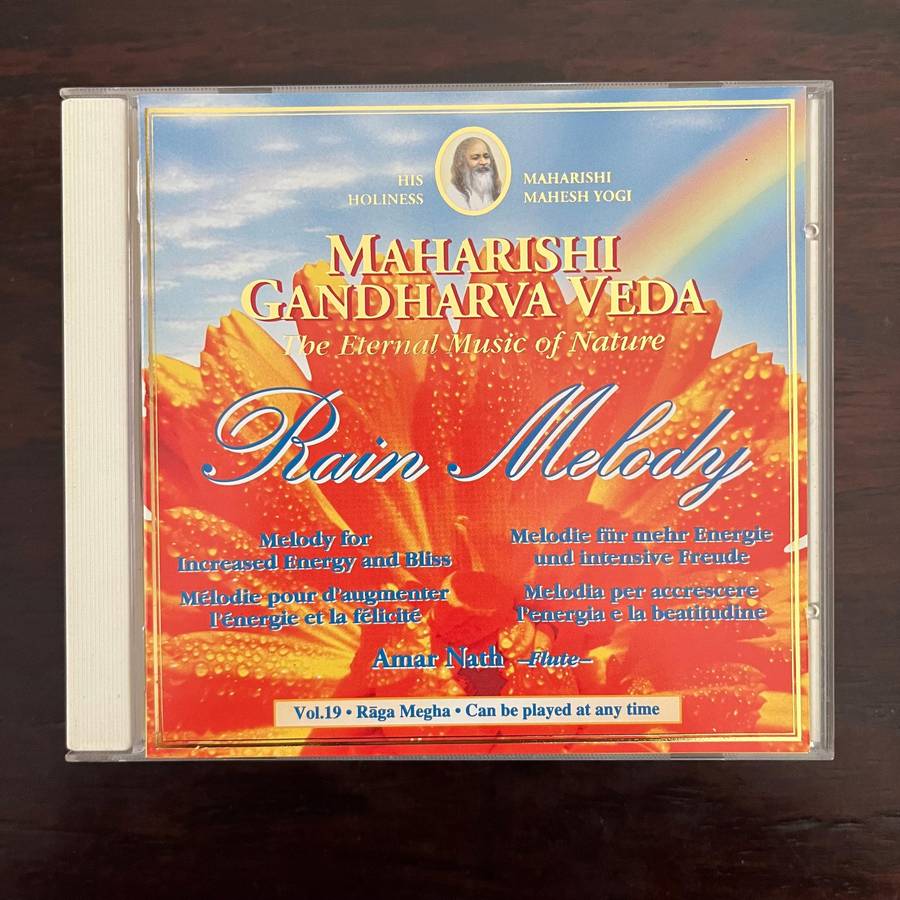 HIS
HOLINESS
MAHARISHI
MAHESH YOGI
MAHARISHI
GANDHARVA VEDA
The Eternal Music of Nature
Rain Melody
Melody for
Increased Energy and Bliss
Melodie für mehr Energie
und intensive Freude
Mélodie pour d'augmenter
l'énergie et la félicité
Melodia per accrescere
l'energia e la beatitudine
Amar Nath –Flute–
Vol.19 • Rāga Megha • Can be played at any time